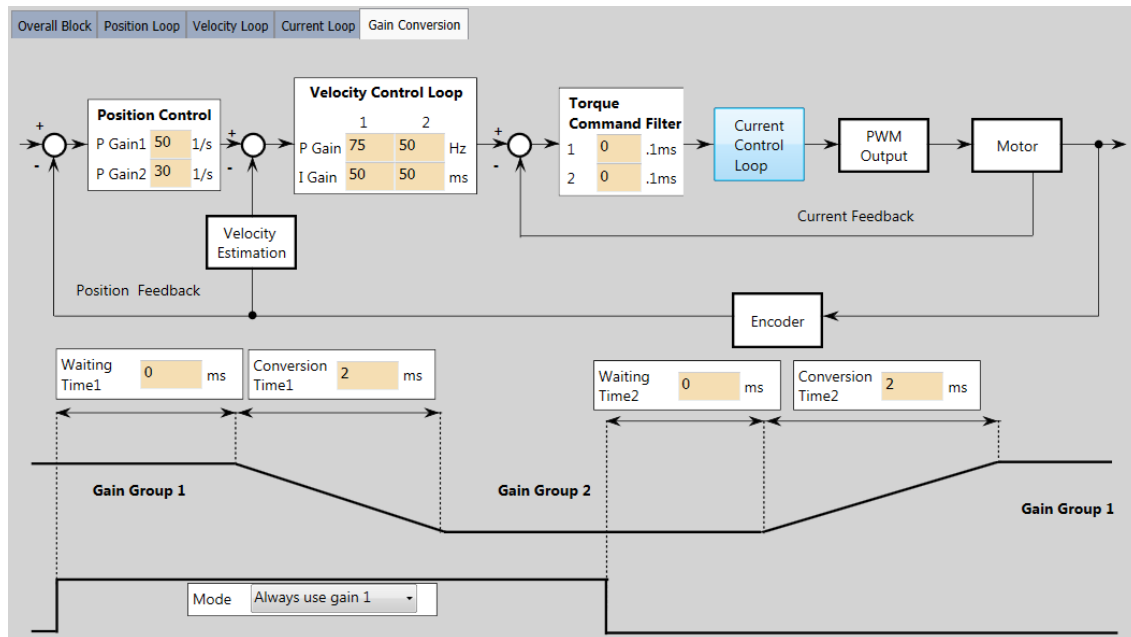 Overall Block Position Loop Velocity Loop Current Loop Gain Conversion
Position Control
P Gain1 50 1/s
P Gain2 30 1/s
Velocity Control Loop
1 2
P Gain 75 50 Hz
I Gain 50 50 ms
Torque
Command Filter
1 0 .1ms
2 0 .1ms
Current
Control
Loop
PWM
Output
Motor
+
-
+
-
+
-
Velocity
Estimation
Current Feedback
Position Feedback
Encoder
Waiting
Time1 0 ms
Conversion
Time1 2 ms
Waiting
Time2 0 ms
Conversion
Time2 2 ms
Gain Group 1
Gain Group 2
Gain Group 1
Mode Always use gain 1